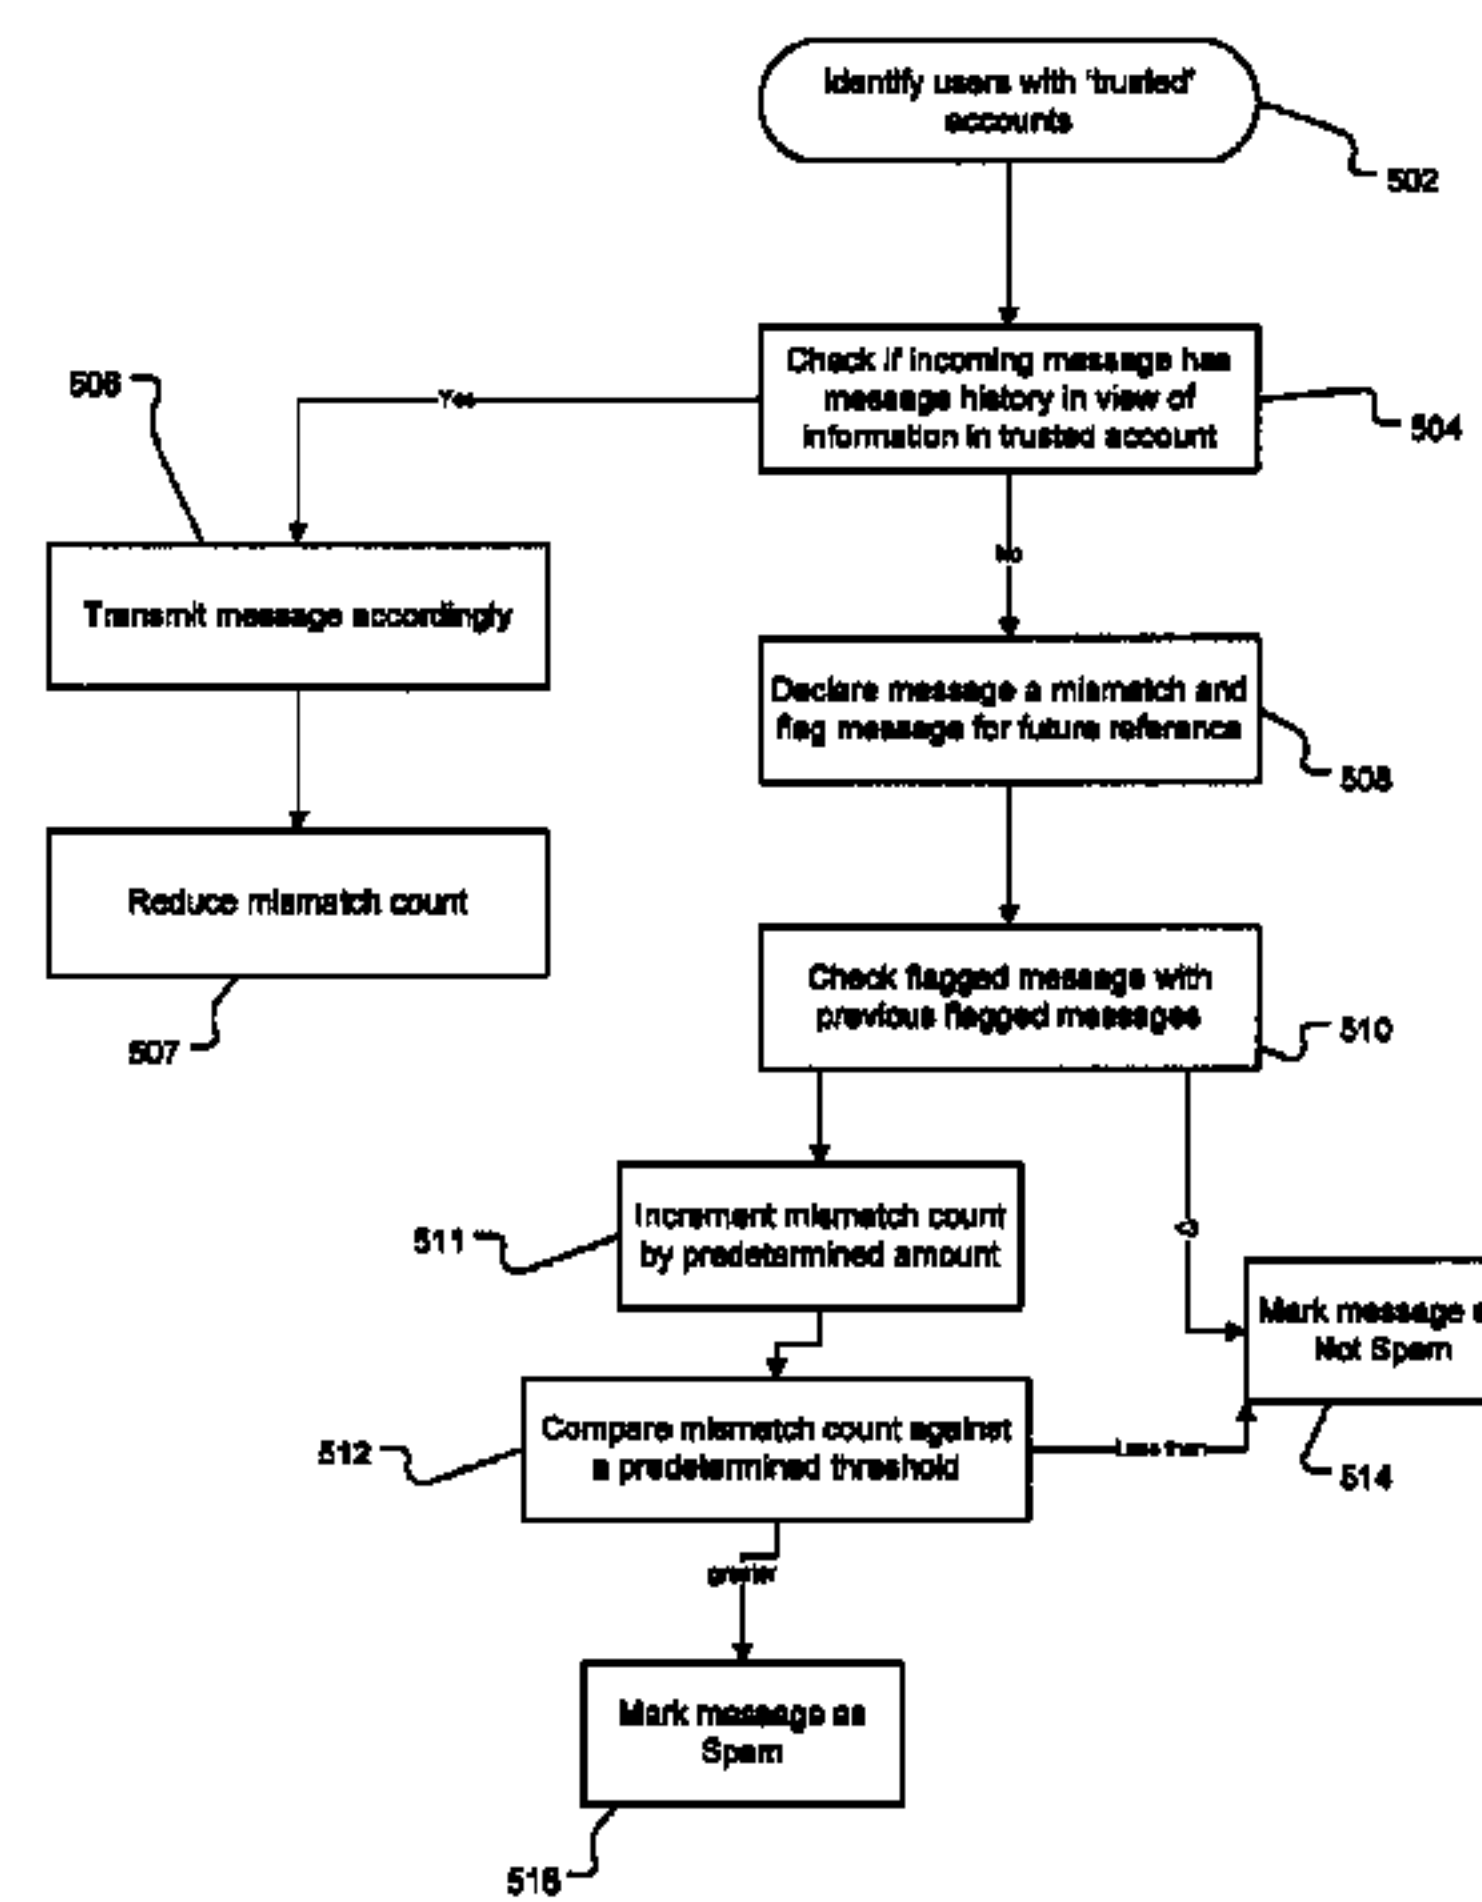 Identify users with "trusted"
accounts
502
Check if incoming message has
message history in view of
information in trusted account
504
Yes
506
Transmit message accordingly
No
Declare message a mismatch and
flag message for future reference
508
Reduce mismatch count
507
Check flagged message with
previous flagged messages
510
Increment mismatch count
by predetermined amount
511
Mark message
Not Spam
514
Compare mismatch count against
a predetermined threshold
512
Less than
greater
Mark message as
Spam
516